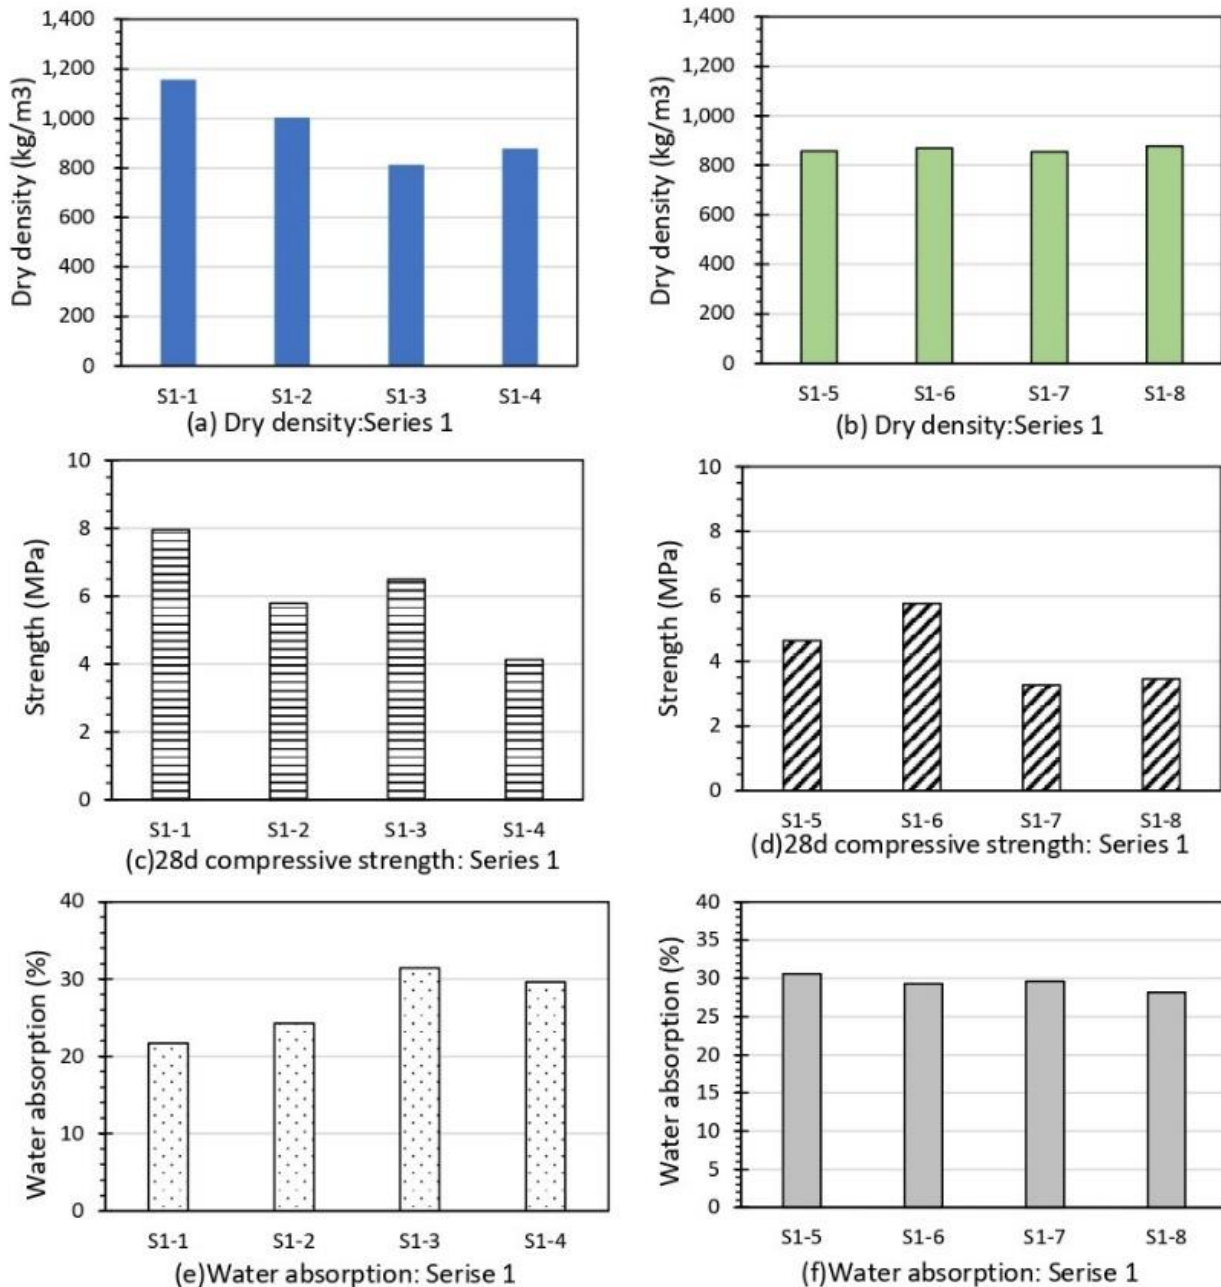 1,400
1,200
1,000
800
600
400
200
0
Dry density (kg/m3)
S1-1 S1-2 S1-3 S1-4
(a) Dry density:Series 1
1,400
1,200
1,000
800
600
400
200
0
Dry density (kg/m3)
S1-5 S1-6 S1-7 S1-8
(b) Dry density:Series 1
10
8
6
4
2
0
Strength (MPa)
S1-1 S1-2 S1-3 S1-4
(c)28d compressive strength: Series 1
10
8
6
4
2
0
Strength (MPa)
S1-5 S1-6 S1-7 S1-8
(d)28d compressive strength: Series 1
40
30
20
10
0
Water absorption (%)
S1-1 S1-2 S1-3 S1-4
(e)Water absorption: Serise 1
40
35
30
25
20
15
10
5
0
Water absorption (%)
S1-5 S1-6 S1-7 S1-8
(f)Water absorption: Serise 1